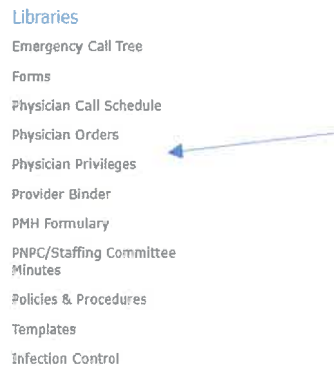 Libraries
Emergency Call Tree
Forms
Physician Call Schedule
Physician Orders
Physician Privileges
Provider Binder
PMH Formulary
PNPC/Staffing Committee
Minutes
Policies & Procedures
Templates
Infection Control